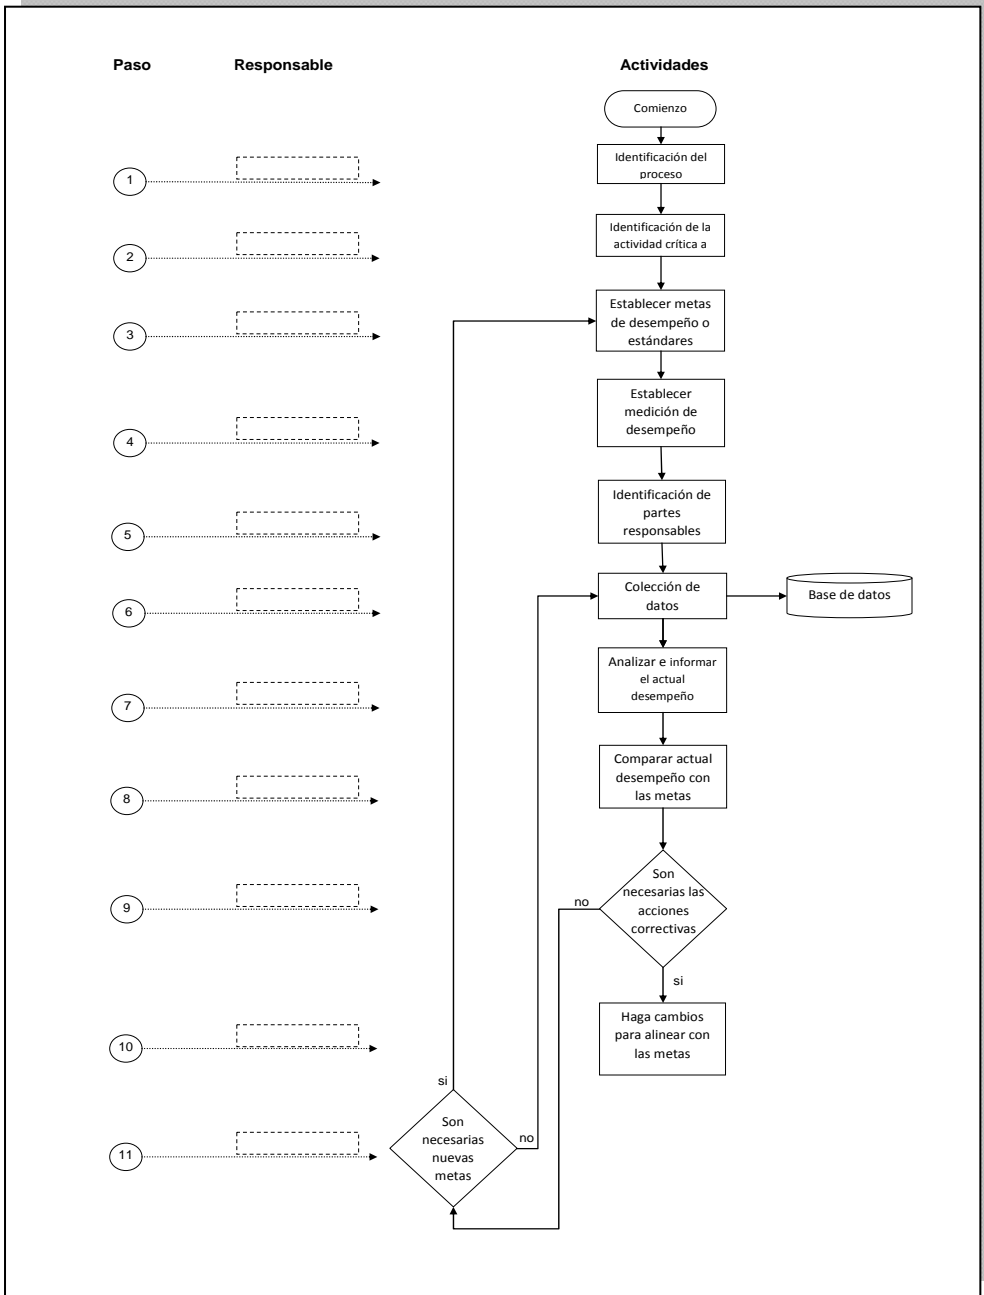 Paso Responsable Actividades
Comienzo
1
Identificación del
proceso
2
Identificación de la
actividad crítica a
3
Establecer metas
de desempeño o
estándares
4
Establecer
medición de
desempeño
5
Identificación de
partes
responsables
6
Colección de
datos
Base de datos
7
Analizar e informar
el actual
desempeño
8
Comparar actual
desempeño con
las metas
9
Son
necesarias las
acciones
correctivas
no
si
10
Haga cambios
para alinear con
las metas
si
11
Son
necesarias
nuevas
metas
no